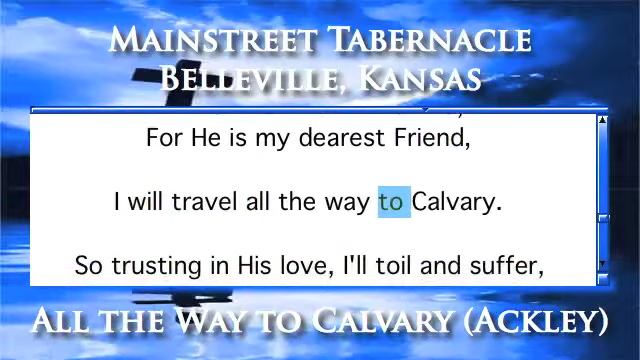 MAINSTREET TABERNACLE
BELLEVILLE, KANSAS
For He is my dearest Friend,
I will travel all the way to Calvary.
So trusting in His love, I'll toil and suffer,
ALL THE WAY TO CALVARY (ACKLEY)